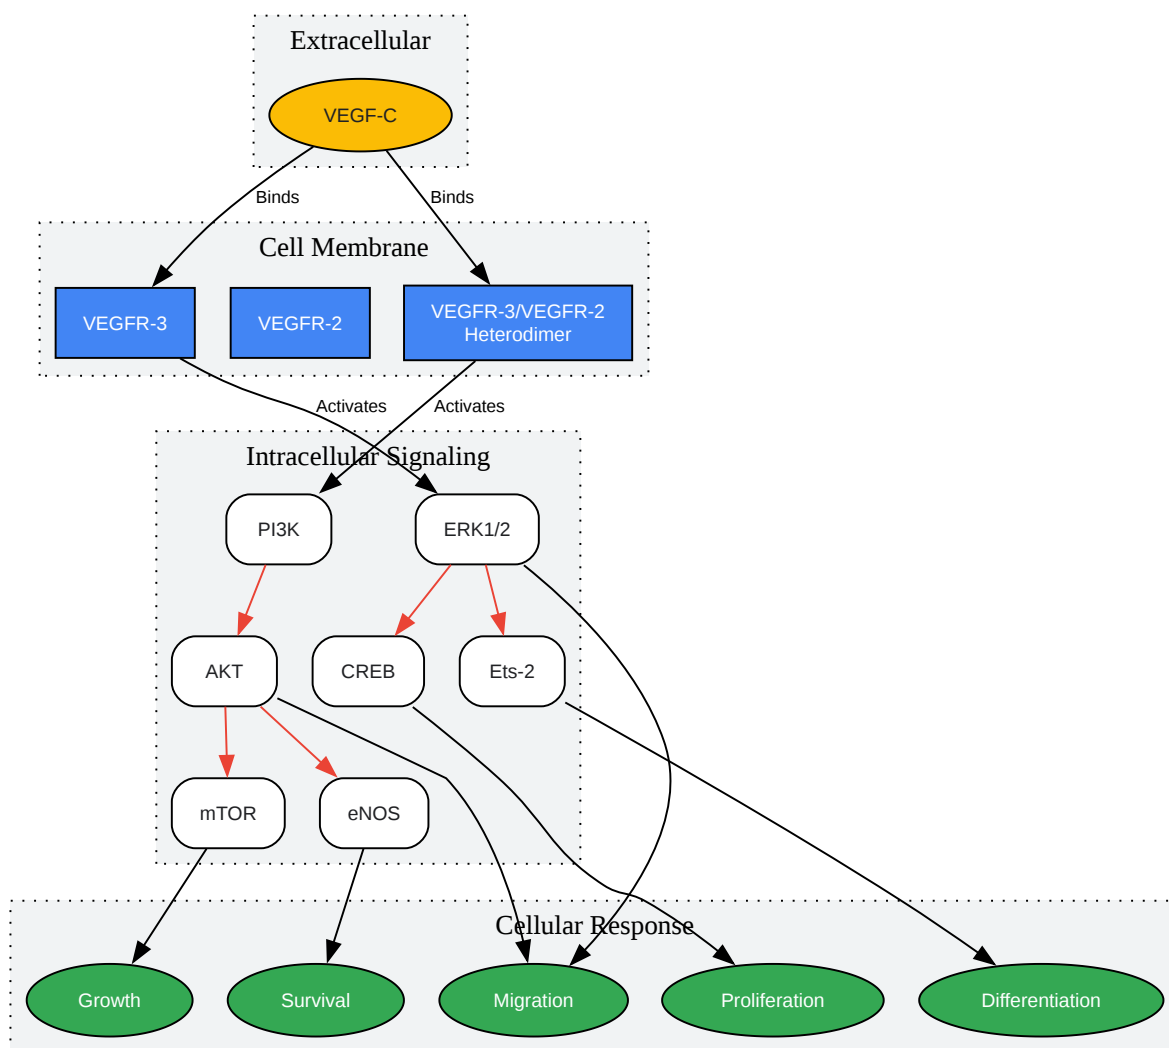 Extracellular
VEGF-C
Binds
Binds
Cell Membrane
VEGFR-3
VEGFR-2
VEGFR-3/VEGFR-2
Heterodimer
Activates
Activates
Intracellular Signaling
PI3K
ERK1/2
AKT
CREB
Ets-2
mTOR
eNOS
Cellular Response
Growth
Survival
Migration
Proliferation
Differentiation